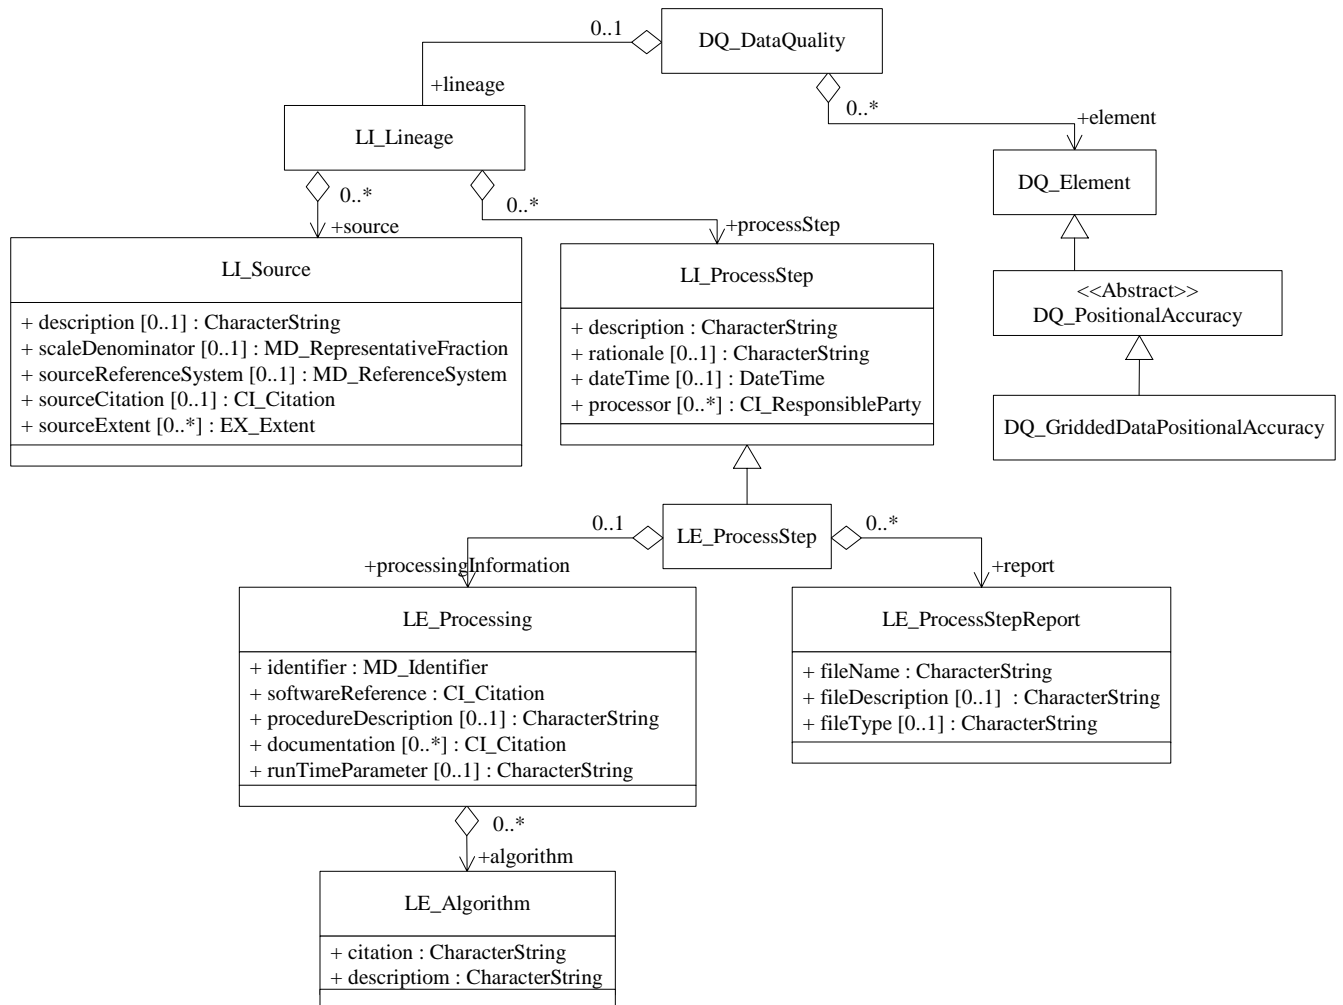 DQ_DataQuality
0..1
+lineage
0..*
+element
LI_Lineage
DQ_Element
0..*
+source
0..*
+processStep
LI_Source
+ description [0..1] : CharacterString
+ scaleDenominator [0..1] : MD_RepresentativeFraction
+ sourceReferenceSystem [0..1] : MD_ReferenceSystem
+ sourceCitation [0..1] : CI_Citation
+ sourceExtent [0..*] : EX_Extent
LI_ProcessStep
+ description : CharacterString
+ rationale [0..1] : CharacterString
+ dateTime [0..1] : DateTime
+ processor [0..*] : CI_ResponsibleParty
<<Abstract>>
DQ_PositionalAccuracy
DQ_GriddedDataPositionalAccuracy
LE_ProcessStep
0..1
+processingInformation
0..*
+report
LE_Processing
+ identifier : MD_Identifier
+ softwareReference : CI_Citation
+ procedureDescription [0..1] : CharacterString
+ documentation [0..*] : CI_Citation
+ runTimeParameter [0..1] : CharacterString
LE_ProcessStepReport
+ fileName : CharacterString
+ fileDescription [0..1]  : CharacterString
+ fileType [0..1] : CharacterString
0..*
+algorithm
LE_Algorithm
+ citation : CharacterString
+ descriptiom : CharacterString